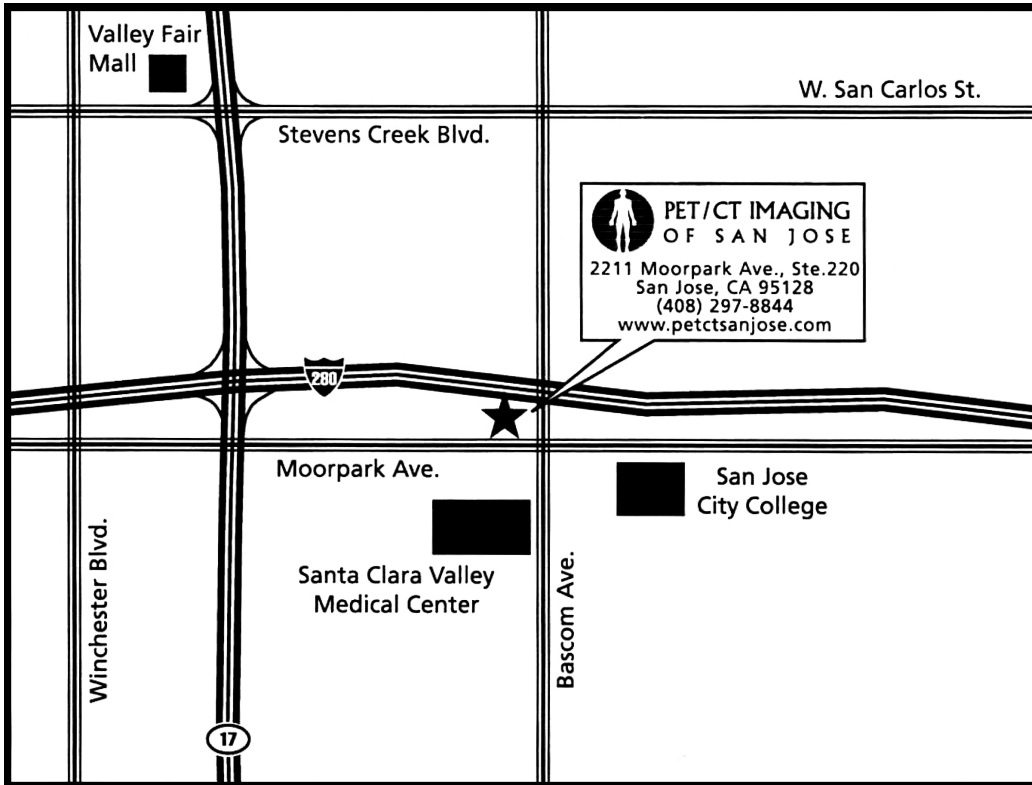 Valley Fair
Mall
W. San Carlos St.
Stevens Creek Blvd.
PET/CT IMAGING
OF SAN JOSE
2211 Moorpark Ave., Ste.220
San Jose, CA 95128
(408) 297-8844
www.petctsanjose.com
280
Moorpark Ave.
San Jose
City College
Santa Clara Valley
Medical Center
Winchester Blvd.
Bascom Ave.
17